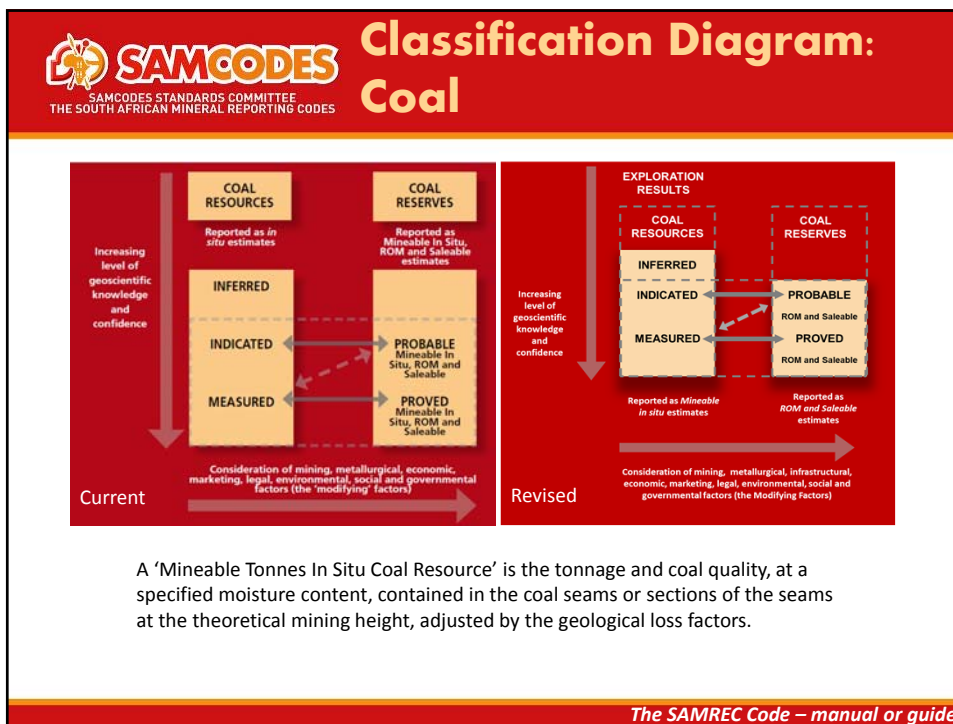 SAMCODES
SAMCODES STANDARDS COMMITTEE
THE SOUTH AFRICAN MINERAL REPORTING CODES
Classification Diagram:
Coal
COAL
RESOURCES
COAL
RESERVES
Reported as in
situ estimates
Reported as
Mineable In Situ,
ROM and Saleable
estimates
Increasing
level of
geoscientific
knowledge
and
confidence
INFERRED
INDICATED
PROBABLE
Mineable In
Situ, ROM and
Saleable
MEASURED
PROVED
Mineable In
Situ, ROM and
Saleable
Consideration of mining, metallurgical, economic,
marketing, legal, environmental, social and governmental
factors (the 'modifying' factors)
Current
EXPLORATION
RESULTS
COAL
RESOURCES
COAL
RESERVES
INFERRED
Increasing
level of
geoscientific
knowledge
and
confidence
INDICATED
PROBABLE
ROM and Saleable
MEASURED
PROVED
ROM and Saleable
Reported as Mineable
in situ estimates
Reported as
ROM and Saleable
estimates
Consideration of mining, metallurgical, infrastructural,
economic, marketing, legal, environmental, social and
governmental factors (the Modifying Factors)
Revised
A ‘Mineable Tonnes In Situ Coal Resource’ is the tonnage and coal quality, at a
specified moisture content, contained in the coal seams or sections of the seams
at the theoretical mining height, adjusted by the geological loss factors.
The SAMREC Code – manual or guide